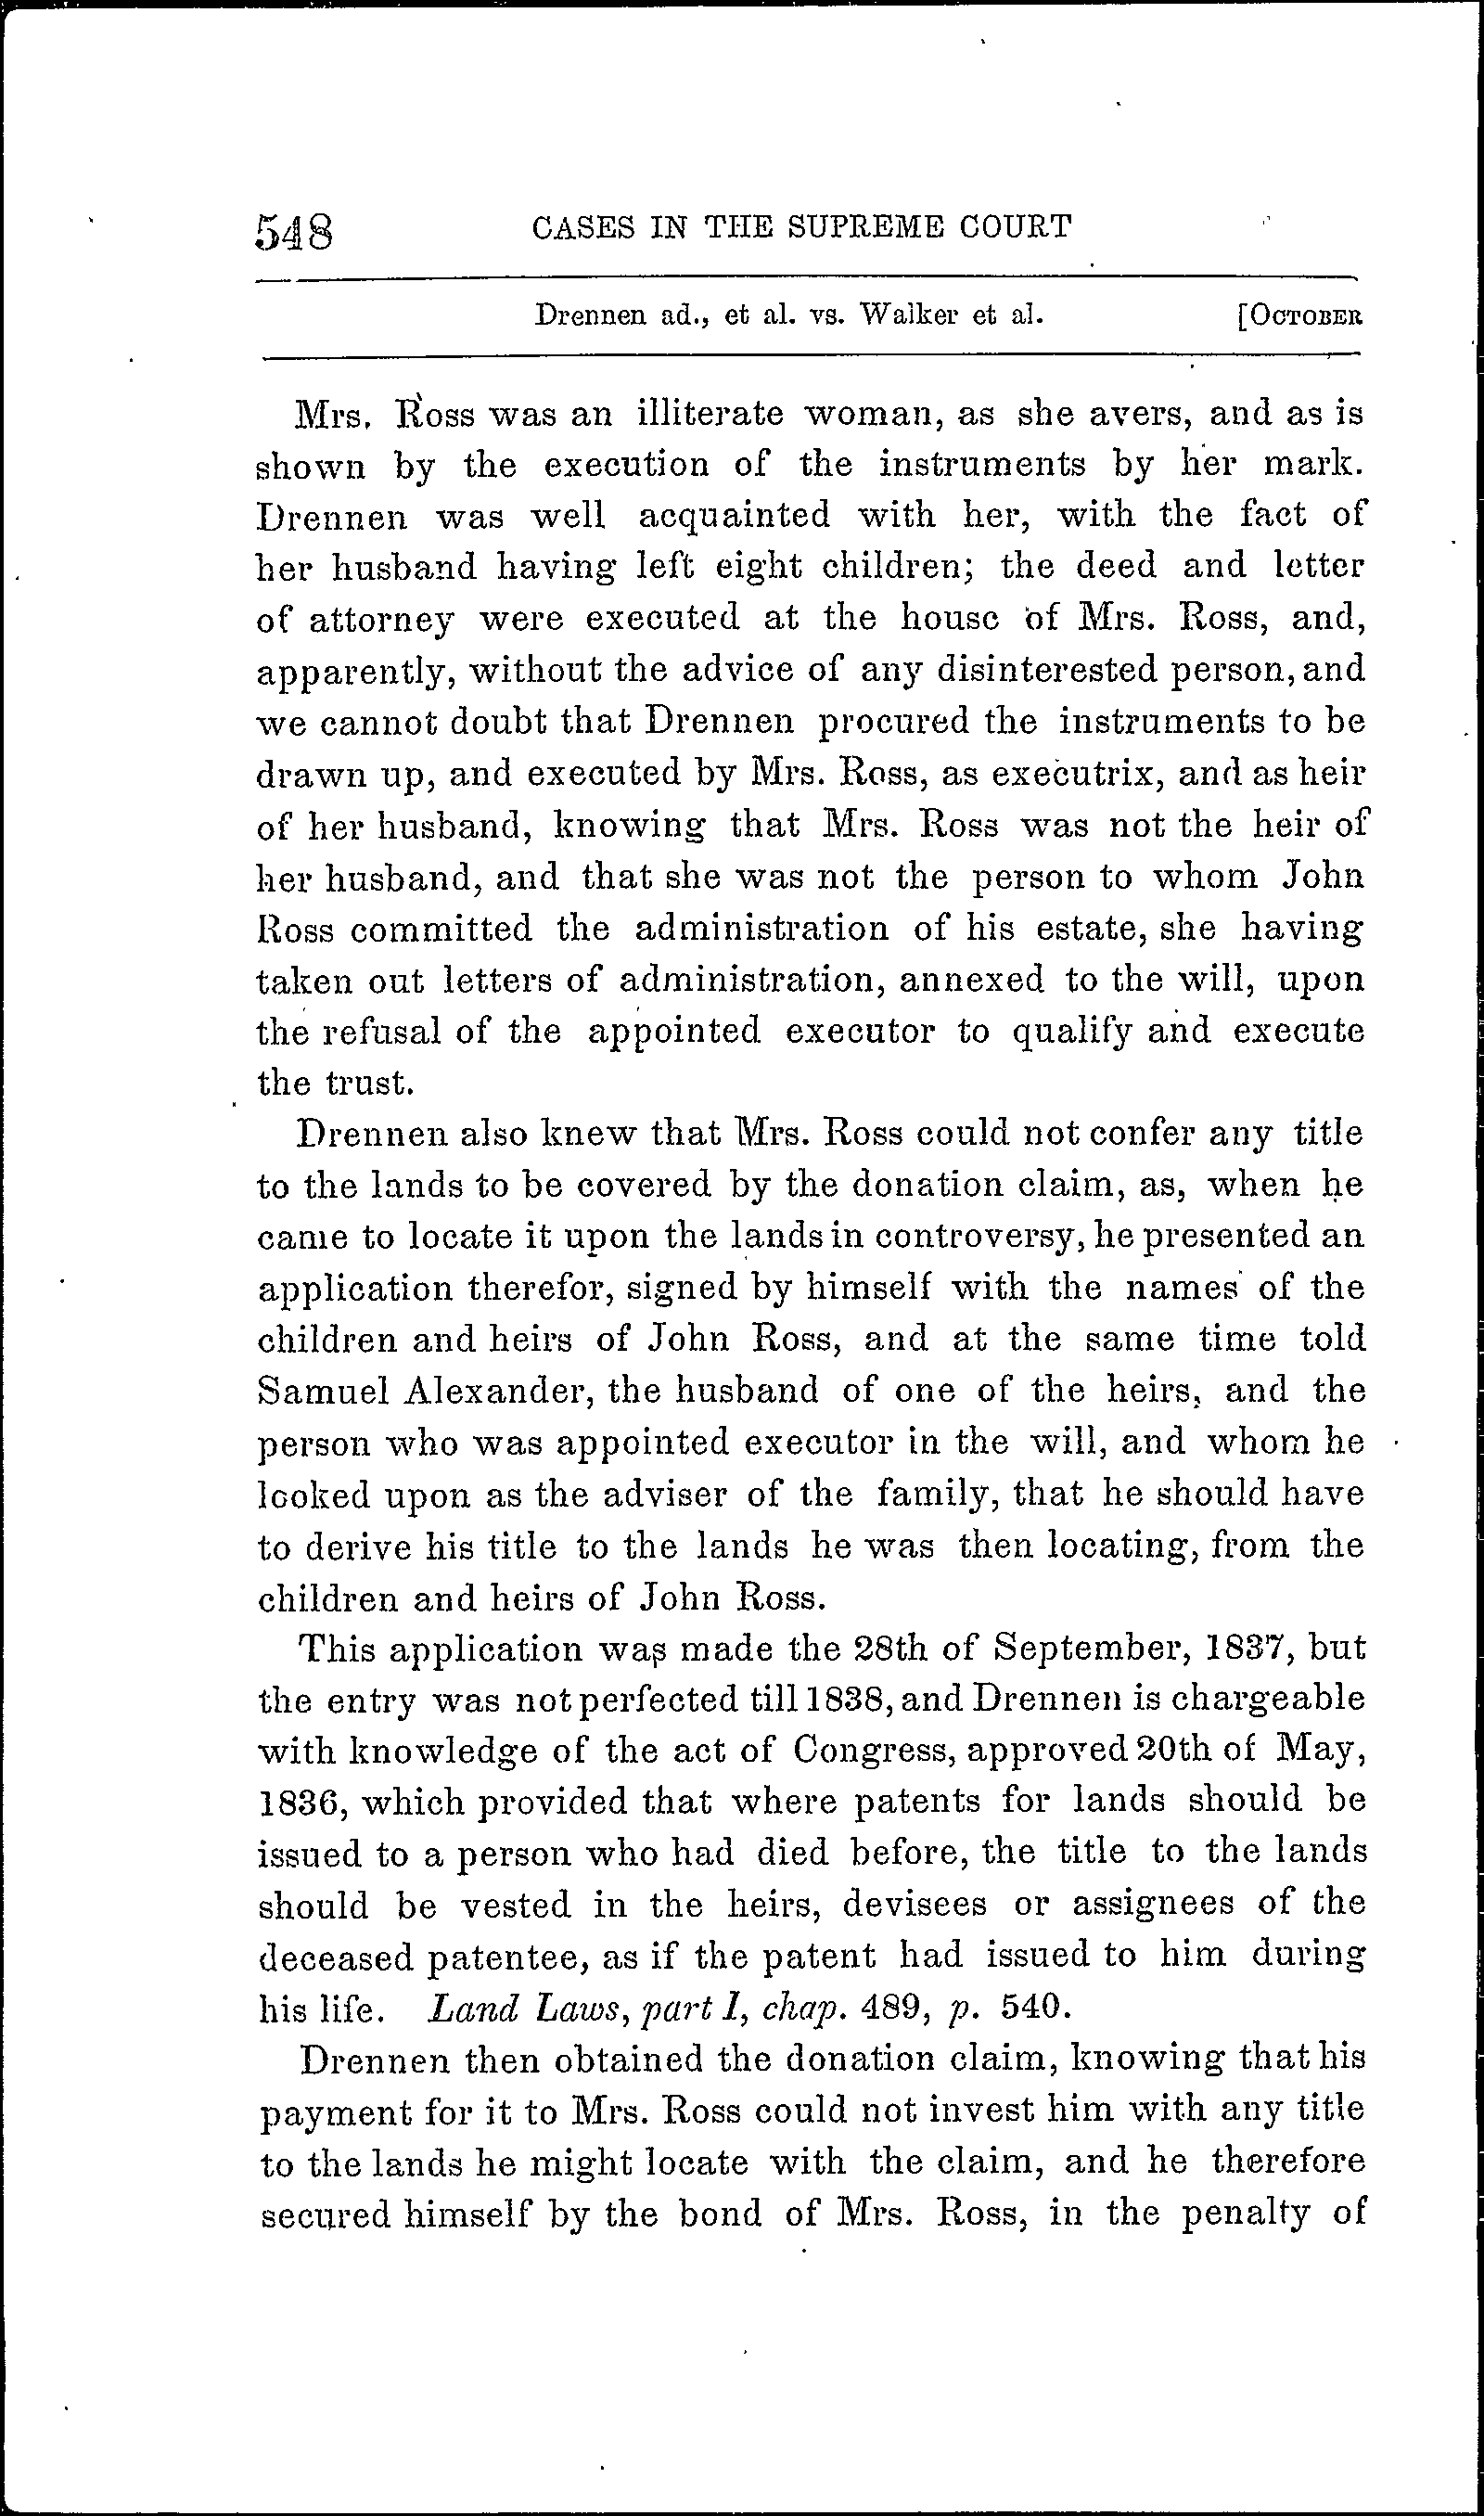 548 CASES IN THE SUPREME COURT
Drennen ad., et al. vs. Walker et al. [OCTOBER
Mrs. Ross was an illiterate woman, as she avers, and as is
shown by the execution of the instruments by her mark.
Drennen was well acquainted with her, with the fact of
her husband having left eight children; the deed and letter
of attorney were executed at the house of Mrs. Ross, and,
apparently, without the advice of any disinterested person, and
we cannot doubt that Drennen procured the instruments to be
drawn up, and executed by Mrs. Ross, as executrix, and as heir
of her husband, knowing that Mrs. Ross was not the heir of
her husband, and that she was not the person to whom John
Ross committed the administration of his estate, she having
taken out letters of administration, annexed to the will, upon
the refusal of the appointed executor to qualify and execute
the trust.
Drennen also knew that Mrs. Ross could not confer any title
to the lands to be covered by the donation claim, as, when he
came to locate it upon the lands in controversy, he presented an
application therefor, signed by himself with the names of the
children and heirs of John Ross, and at the same time told
Samuel Alexander, the husband of one of the heirs, and the
person who was appointed executor in the will, and whom he
looked upon as the adviser of the family, that he should have
to derive his title to the lands he was then locating, from the
children and heirs of John Ross.
This application was made the 28th of September, 1837, but
the entry was not perfected till 1838, and Drennen is chargeable
with knowledge of the act of Congress, approved 20th of May,
1836, which provided that where patents for lands should be
issued to a person who had died before, the title to the lands
should be vested in the heirs, devisees or assignees of the
deceased patentee, as if the patent had issued to him during
his life. Land Laws, part I, chap. 489, p. 540.
Drennen then obtained the donation claim, knowing that his
payment for it to Mrs. Ross could not invest him with any title
to the lands he might locate with the claim, and he therefore
secured himself by the bond of Mrs. Ross, in the penalty of